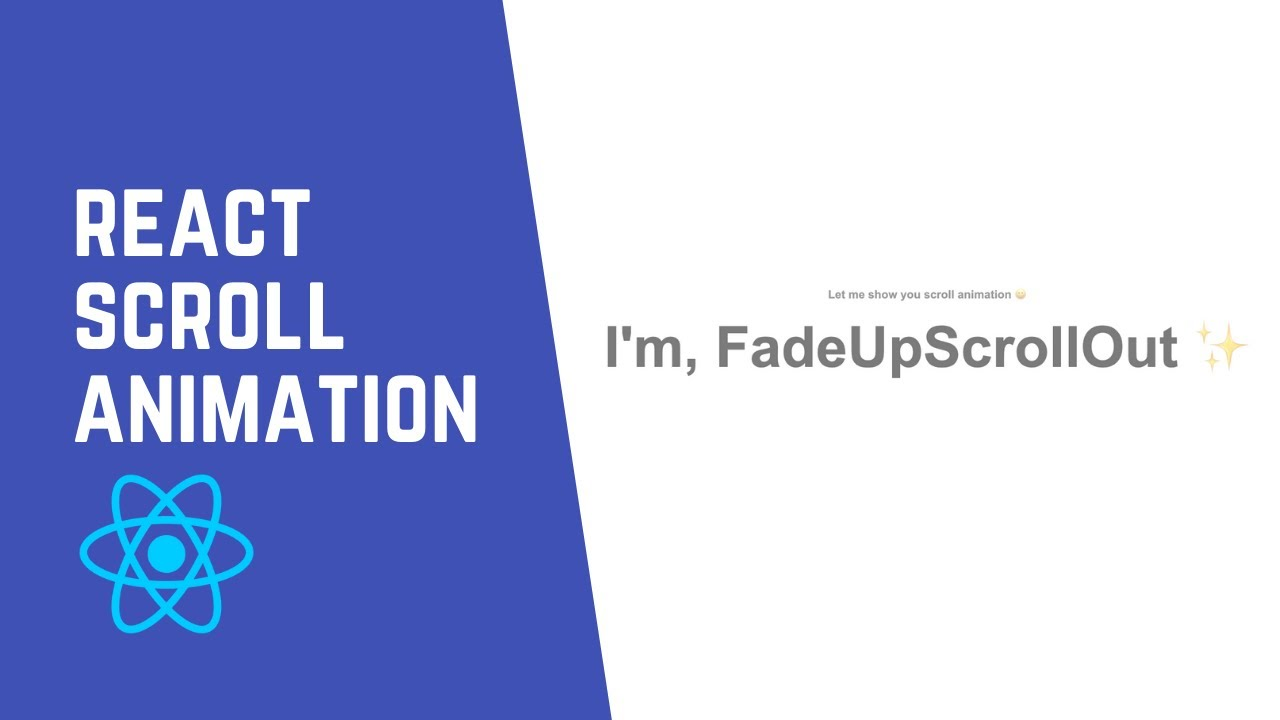 REACT
SCROLL
ANIMATION
Let me show you scroll animation 😀
I'm, FadeUpScrollOut ✨